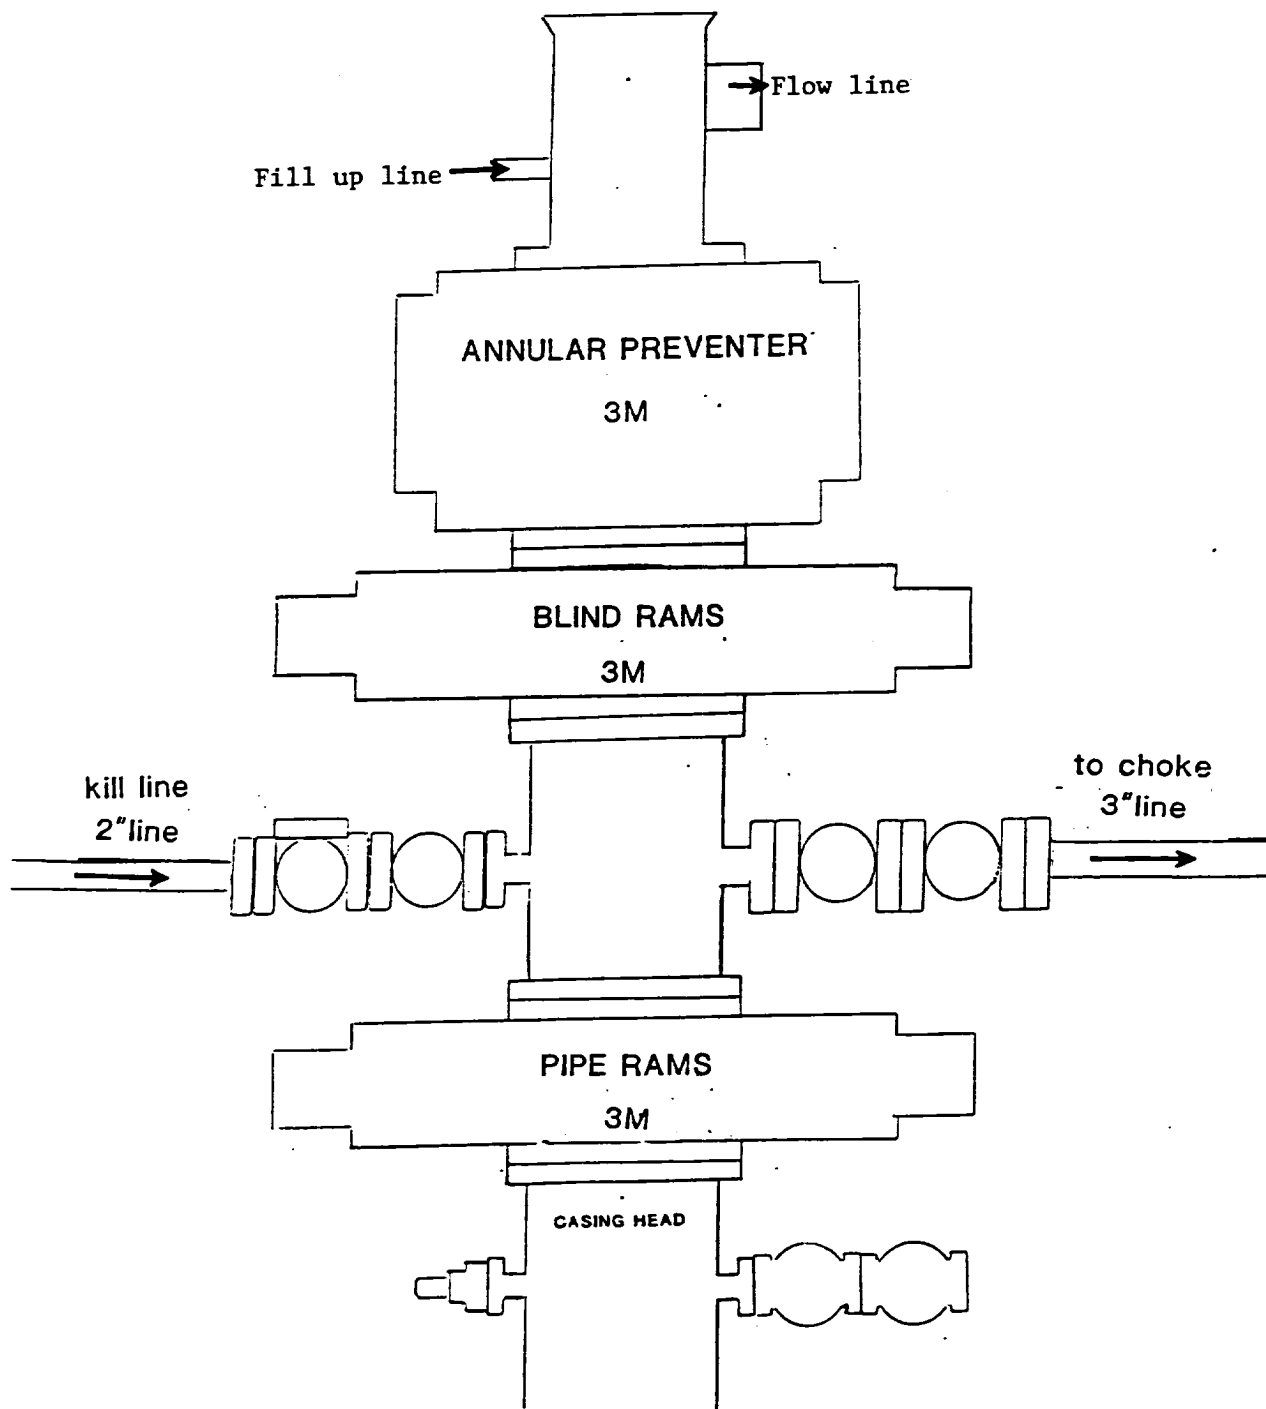 Flow line
Fill up line
ANNULAR PREVENTER
3M
BLIND RAMS
3M
kill line
2"line
to choke
3"line
PIPE RAMS
3M
CASING HEAD